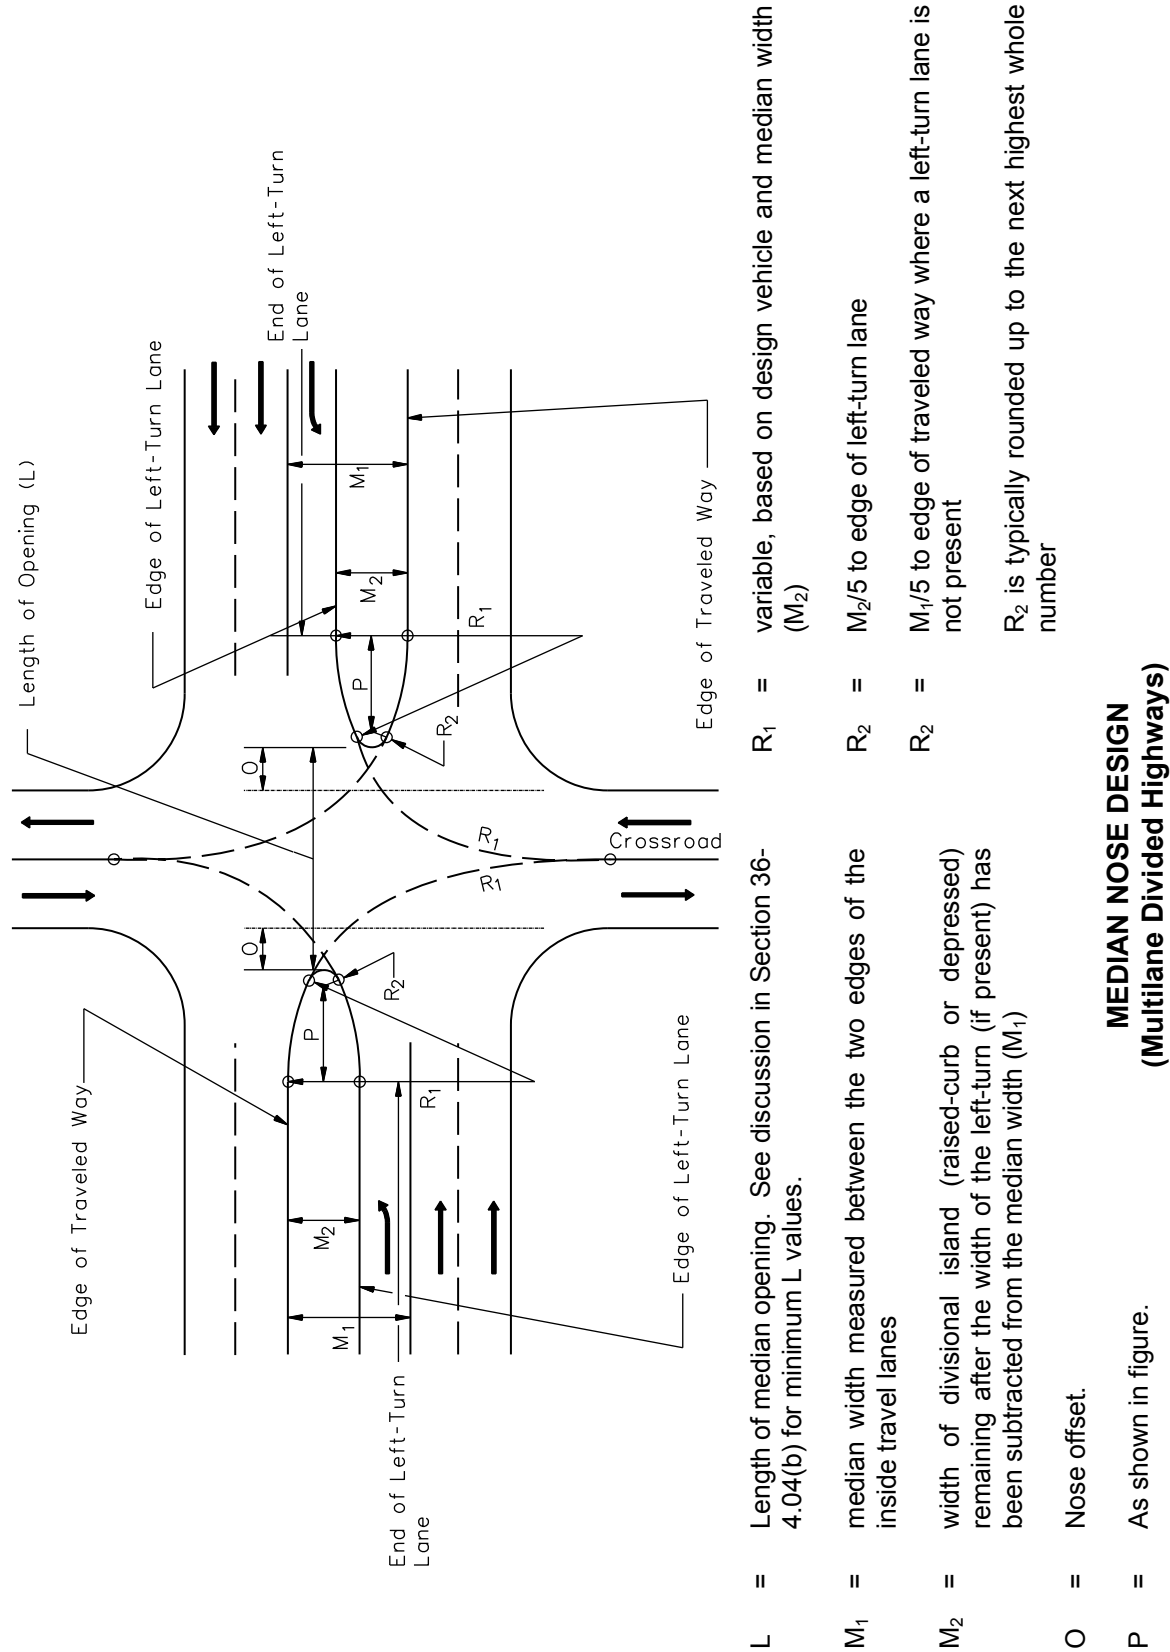 Length of Opening (L)
Edge of Left-Turn Lane
End of Left-Turn
Lane
Edge of Traveled Way
O
O
M₁
M₂
P
R₁
R₂
R₁
R₁
Crossroad
P
R₂
R₁
M₂
M₁
Edge of Traveled Way
End of Left-Turn
Lane
Edge of Left-Turn Lane
L = Length of median opening. See discussion in Section 36-
4.04(b) for minimum L values.
M₁ = median width measured between the two edges of the
inside travel lanes
M₂ = width of divisional island (raised-curb or depressed)
remaining after the width of the left-turn (if present) has
been subtracted from the median width (M₁)
O = Nose offset.
P = As shown in figure.
R₁ = variable, based on design vehicle and median width
(M₂)
R₂ = M₂/5 to edge of left-turn lane
R₂ = M₁/5 to edge of traveled way where a left-turn lane is
not present
R₂ is typically rounded up to the next highest whole
number
MEDIAN NOSE DESIGN
(Multilane Divided Highways)